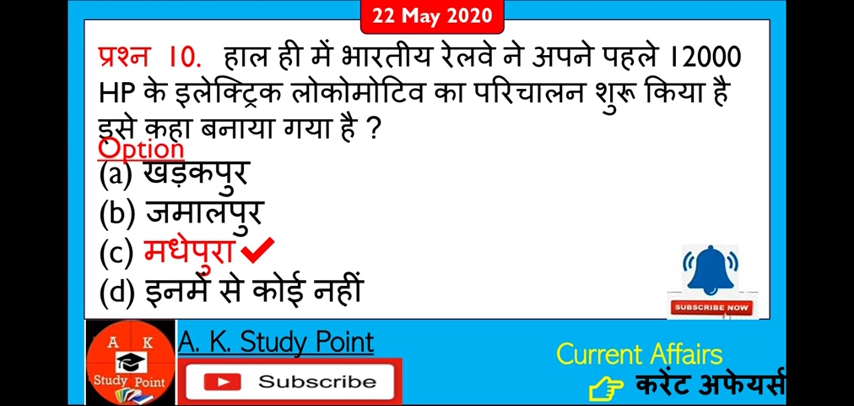 22 May 2020
प्रश्न 10. हाल ही में भारतीय रेलवे ने अपने पहले 12000
HP के इलेक्ट्रिक लोकोमोटिव का परिचालन शुरू किया है
इसे कहा बनाया गया है ?
Option
(a) खड़कपुर
(b) जमालपुर
(c) मधेपुरा
(d) इनमें से कोई नहीं
SUBSCRIBE NOW
A K
Study Point
A. K. Study Point
Subscribe
Current Affairs
करेंट अफेयर्स